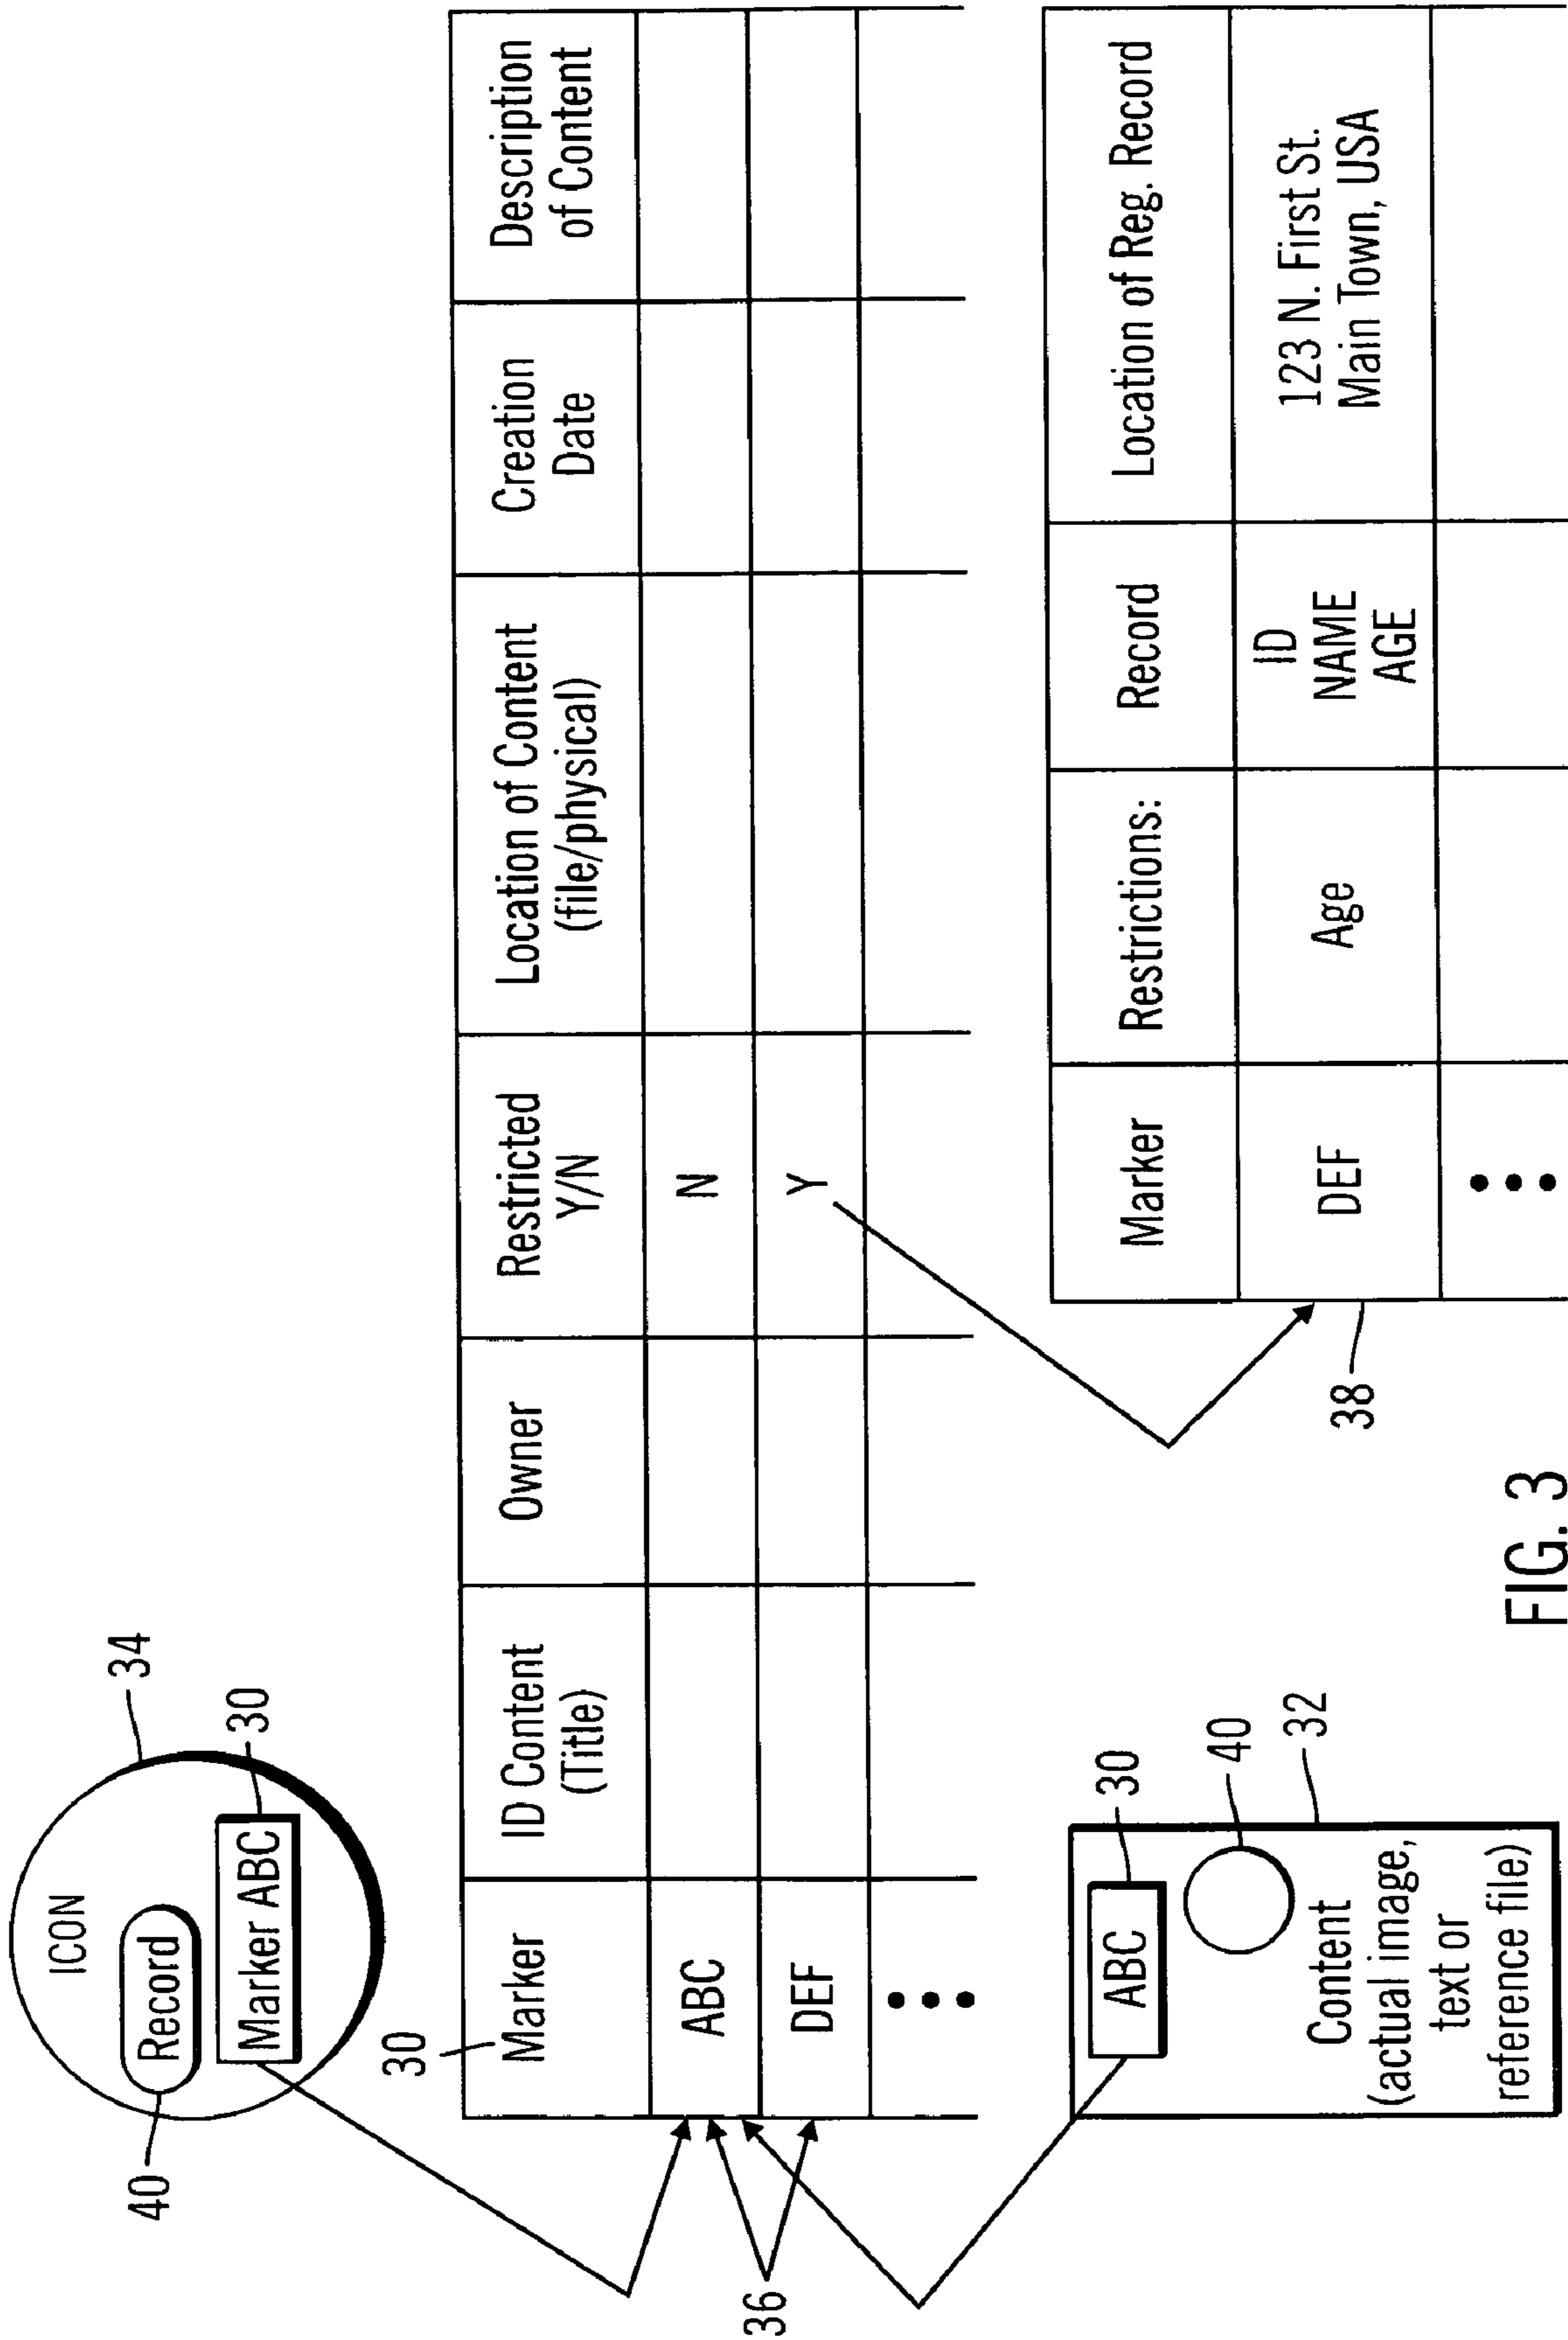 ICON
34
Record
40
Marker ABC
30
30
Marker
ID Content
(Title)
Owner
Restricted
Y/N
Location of Content
(file/physical)
Creation
Date
Description
of Content
ABC
N
DEF
Y
36
ABC
30
40
32
Content
(actual image,
text or
reference file)
Marker
Restrictions:
Record
Location of Reg. Record
DEF
Age
ID
NAME
AGE
123 N. First St.
Main Town, USA
38
FIG. 3